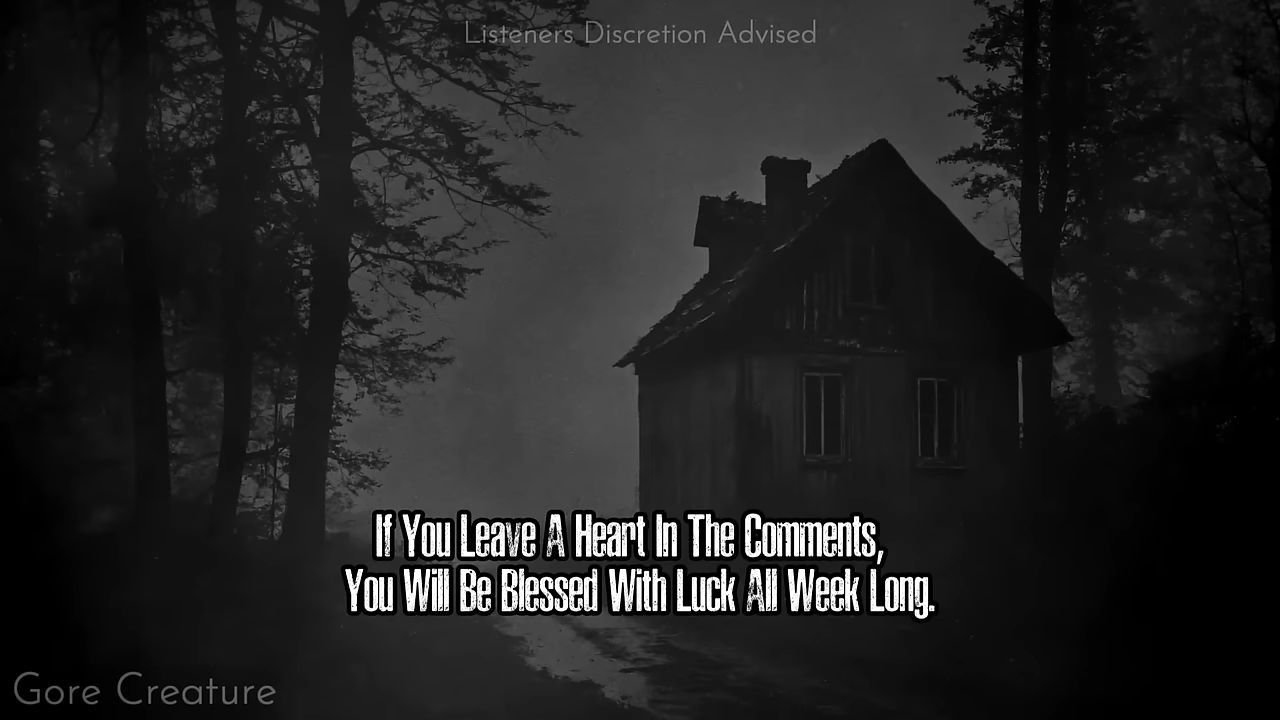 Listeners Discretion Advised
If You Leave A Heart In The Comments,
You Will Be Blessed With Luck All Week Long.
Gore Creature